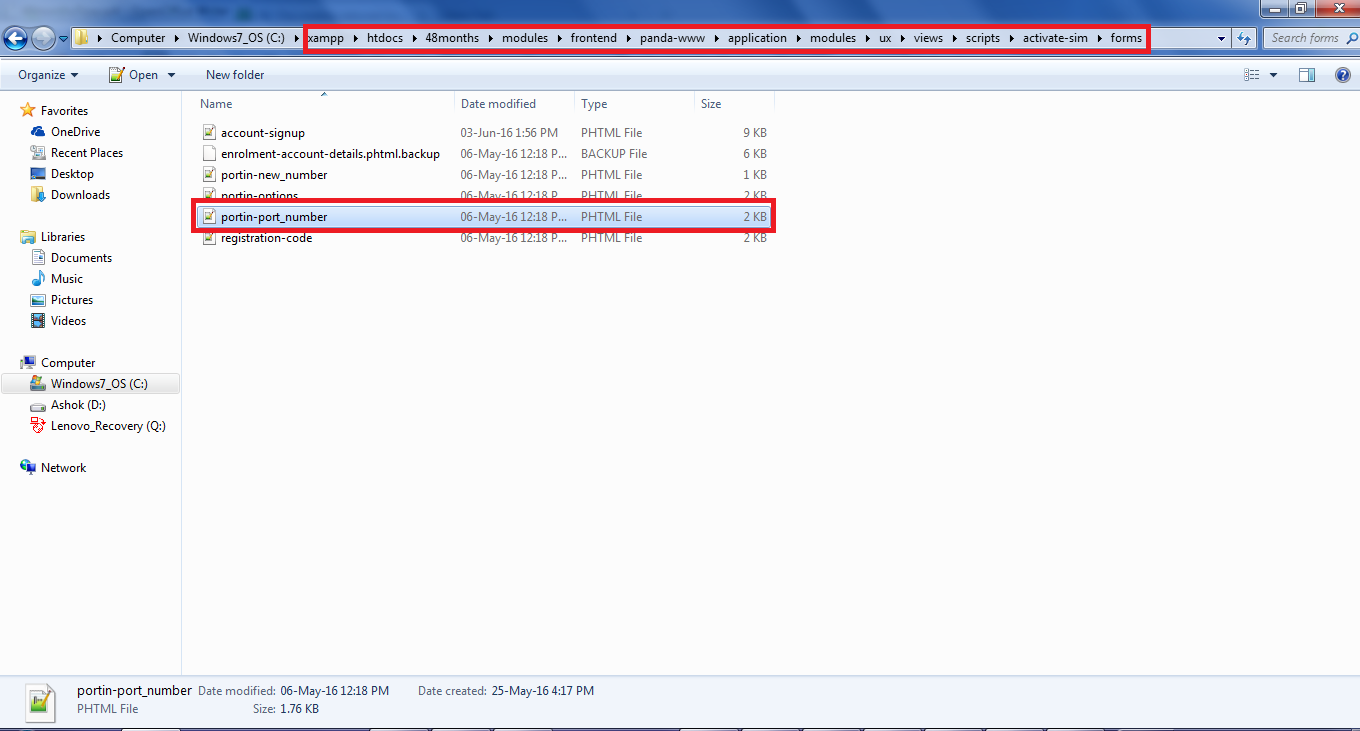 Computer Windows7_OS (C:) xampp htdocs 48months modules frontend panda-www application modules ux views scripts activate-sim forms Search forms
Organize Open New folder
Name Date modified Type Size
account-signup 03-Jun-16 1:56 PM PHTML File 9 KB
enrolment-account-details.phtml.backup 06-May-16 12:18 P... BACKUP File 6 KB
portin-new_number 06-May-16 12:18 P... PHTML File 1 KB
portin-options 06-May-16 12:18 P... PHTML File 2 KB
portin-port_number 06-May-16 12:18 P... PHTML File 2 KB
registration-code 06-May-16 12:18 P... PHTML File 2 KB
Favorites
OneDrive
Recent Places
Desktop
Downloads
Libraries
Documents
Music
Pictures
Videos
Computer
Windows7_OS (C:)
Ashok (D:)
Lenovo_Recovery (Q:)
Network
portin-port_number Date modified: 06-May-16 12:18 PM Date created: 25-May-16 4:17 PM
PHTML File Size: 1.76 KB